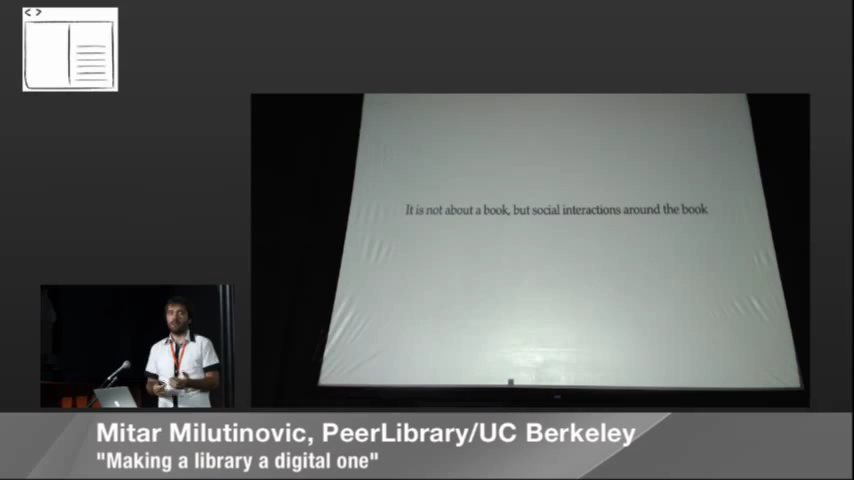 < >
It is not about a book, but social interactions around the book
Mitar Milutinovic, PeerLibrary/UC Berkeley
"Making a library a digital one"